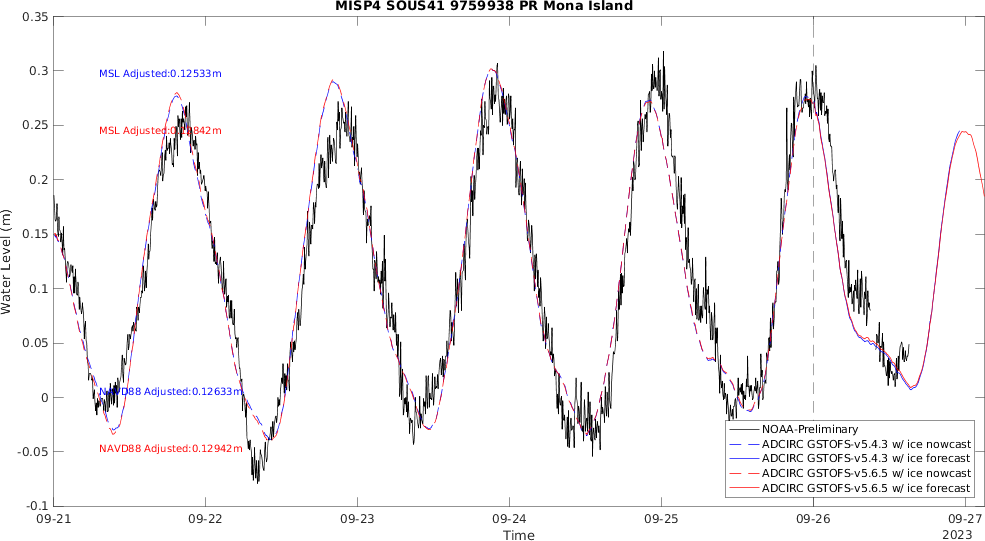 MISP4 SOUS41 9759938 PR Mona Island
0.35
0.3
0.25
0.2
0.15
0.1
0.05
0
-0.05
-0.1
Water Level (m)
MSL Adjusted:0.12533m
MSL Adjusted:
NAVD88 Adjusted:0.12633m
NAVD88 Adjusted:0.12942m
NOAA-Preliminary
ADCIRC GSTOFS-v5.4.3 w/ ice nowcast
ADCIRC GSTOFS-v5.4.3 w/ ice forecast
ADCIRC GSTOFS-v5.6.5 w/ ice nowcast
ADCIRC GSTOFS-v5.6.5 w/ ice forecast
09-21 09-22 09-23 09-24 09-25 09-26 09-27
Time
2023